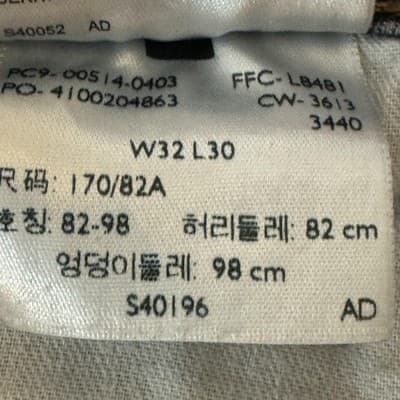 S40052 AD
PC9-00514-0403 FFC-L8481
PO-4100204863 CW-3613
3440
W32 L30
尺码: 170/82A
호칭: 82-98 허리둘레: 82 cm
엉덩이둘레: 98 cm
S40196 AD